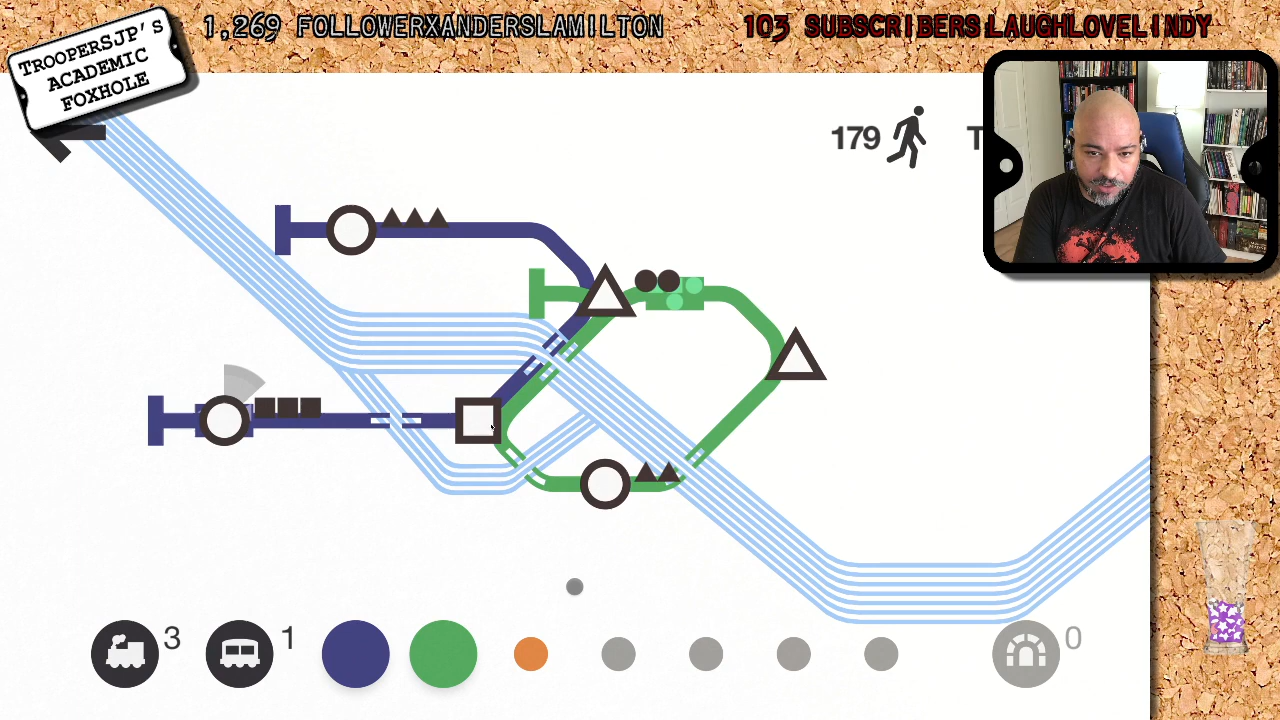 TROOPERSJP'S
ACADEMIC
FOXHOLE
1,269 FOLLOWERXANDERSLAMILTON
103 SUBSCRIBERS:LAUGHLOVELINDY
179
T
3
1
0